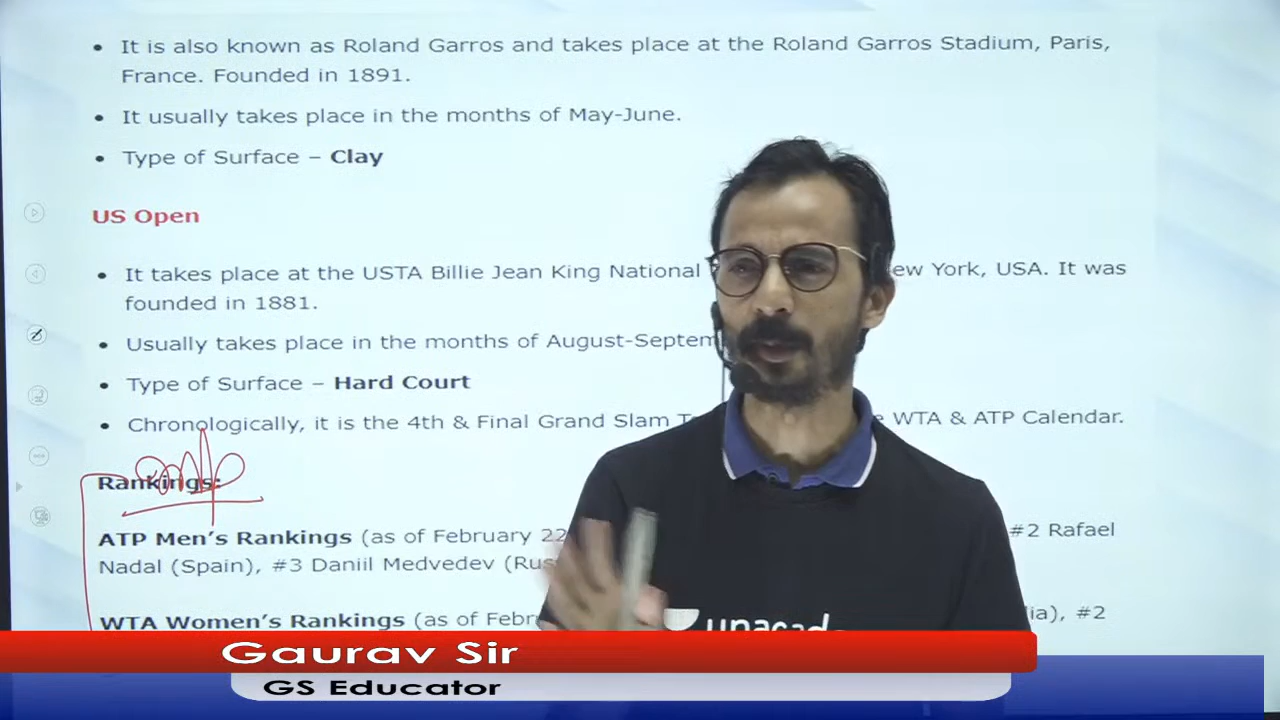 • It is also known as Roland Garros and takes place at the Roland Garros Stadium, Paris,
France. Founded in 1891.
• It usually takes place in the months of May-June.
• Type of Surface – Clay
US Open
• It takes place at the USTA Billie Jean King National ew York, USA. It was
founded in 1881.
• Usually takes place in the months of August-Septem
• Type of Surface – Hard Court
• Chronologically, it is the 4th & Final Grand Slam T WTA & ATP Calendar.
Rankings:
ATP Men's Rankings (as of February 22 #2 Rafael
Nadal (Spain), #3 Daniil Medvedev (Rus
WTA Women's Rankings (as of Febr lia), #2
unacad
Gaurav Sir
GS Educator